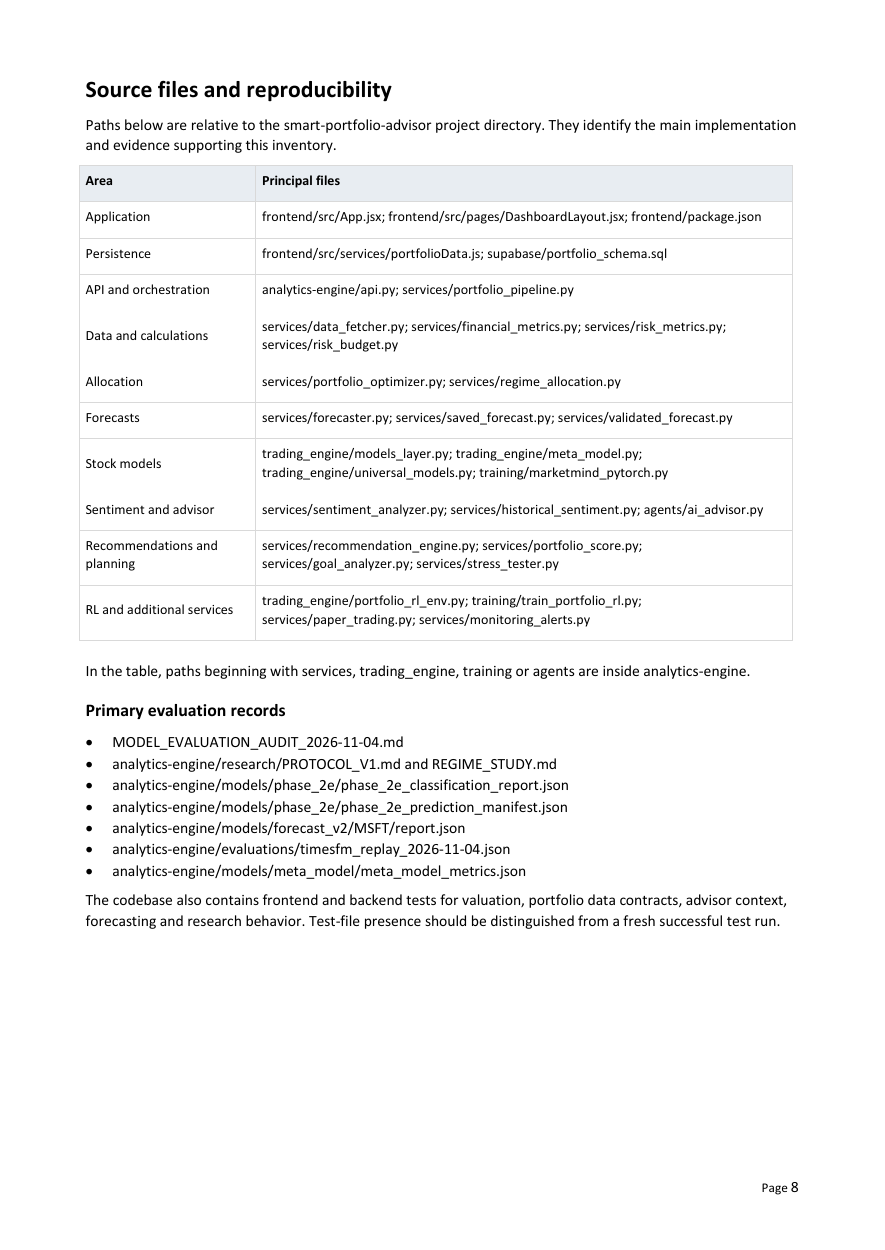 Source files and reproducibility
Paths below are relative to the smart-portfolio-advisor project directory. They identify the main implementation
and evidence supporting this inventory.
Area Principal files
Application frontend/src/App.jsx; frontend/src/pages/DashboardLayout.jsx; frontend/package.json
Persistence frontend/src/services/portfolioData.js; supabase/portfolio_schema.sql
API and orchestration analytics-engine/api.py; services/portfolio_pipeline.py
Data and calculations services/data_fetcher.py; services/financial_metrics.py; services/risk_metrics.py;
services/risk_budget.py
Allocation services/portfolio_optimizer.py; services/regime_allocation.py
Forecasts services/forecaster.py; services/saved_forecast.py; services/validated_forecast.py
Stock models trading_engine/models_layer.py; trading_engine/meta_model.py;
trading_engine/universal_models.py; training/marketmind_pytorch.py
Sentiment and advisor services/sentiment_analyzer.py; services/historical_sentiment.py; agents/ai_advisor.py
Recommendations and services/recommendation_engine.py; services/portfolio_score.py;
planning services/goal_analyzer.py; services/stress_tester.py
RL and additional services trading_engine/portfolio_rl_env.py; training/train_portfolio_rl.py;
services/paper_trading.py; services/monitoring_alerts.py
In the table, paths beginning with services, trading_engine, training or agents are inside analytics-engine.
Primary evaluation records
• MODEL_EVALUATION_AUDIT_2026-11-04.md
• analytics-engine/research/PROTOCOL_V1.md and REGIME_STUDY.md
• analytics-engine/models/phase_2e/phase_2e_classification_report.json
• analytics-engine/models/phase_2e/phase_2e_prediction_manifest.json
• analytics-engine/models/forecast_v2/MSFT/report.json
• analytics-engine/evaluations/timesfm_replay_2026-11-04.json
• analytics-engine/models/meta_model/meta_model_metrics.json
The codebase also contains frontend and backend tests for valuation, portfolio data contracts, advisor context,
forecasting and research behavior. Test-file presence should be distinguished from a fresh successful test run.
Page 8